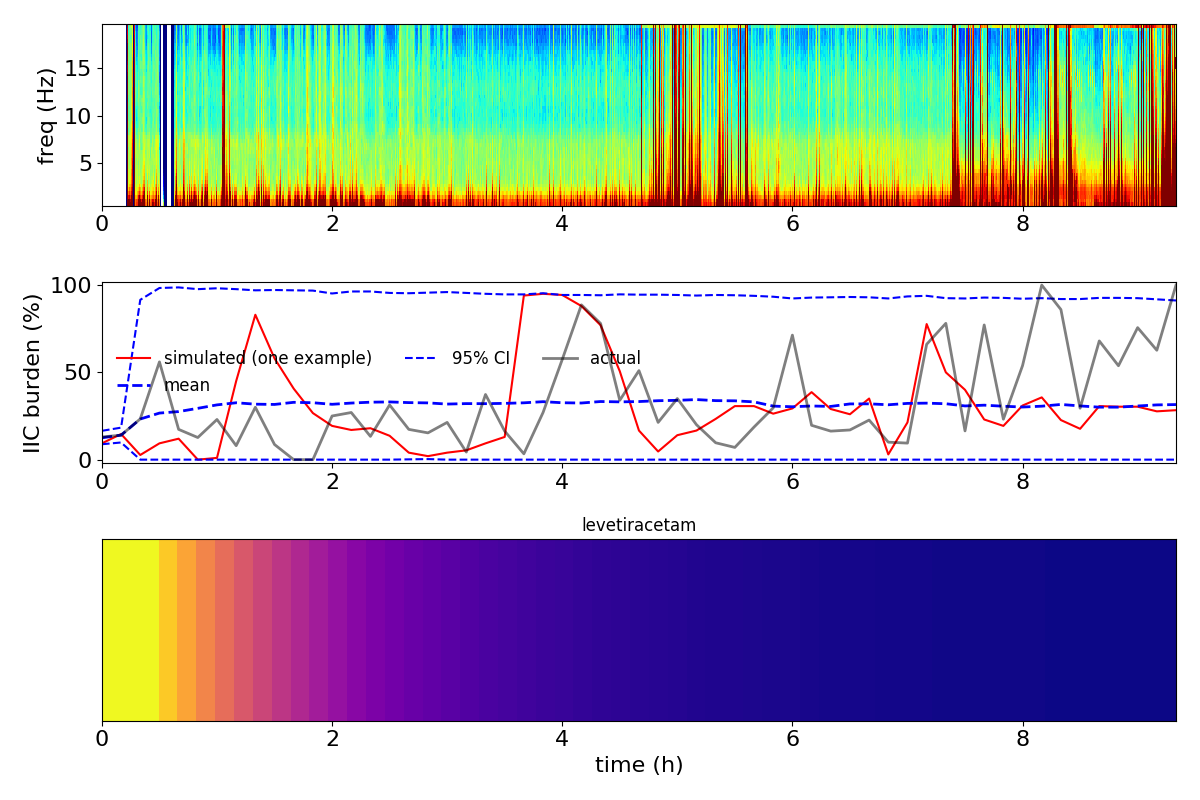 freq (Hz)
15
10
5
0 2 4 6 8
IIC burden (%)
100
50
0
simulated (one example) 95% CI actual
mean
0 2 4 6 8
levetiracetam
0 2 4 6 8
time (h)